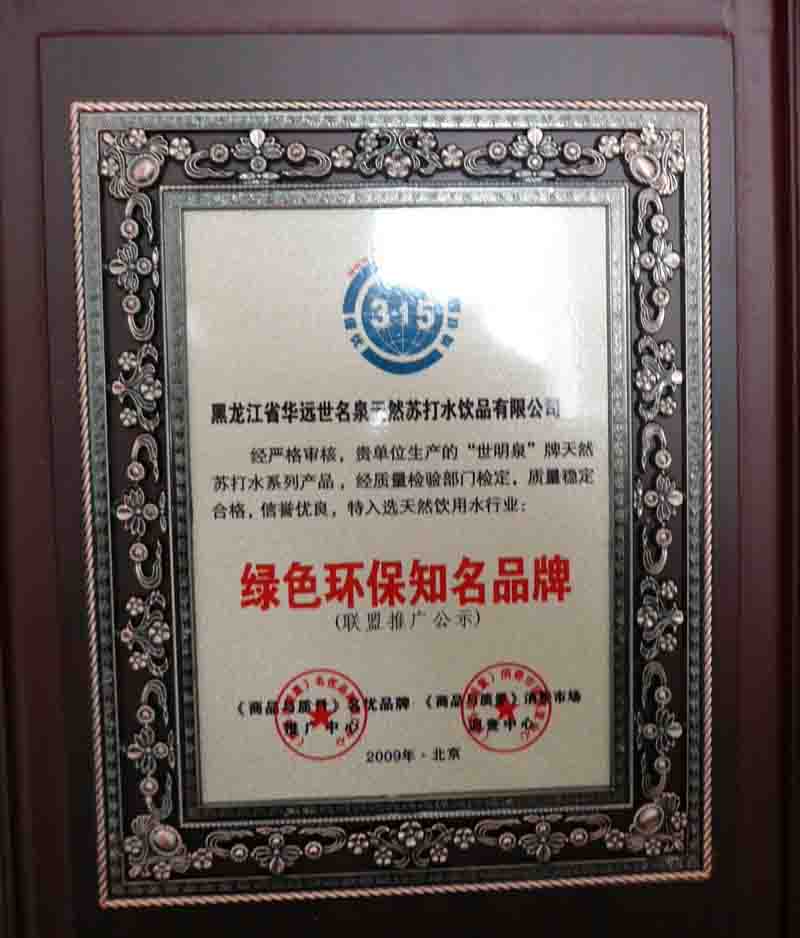 3·15
黑龙江省华远世名泉天然苏打水饮品有限公司
经严格审核，贵单位生产的“世明泉”牌天然
苏打水系列产品，经质量检验部门检定，质量稳定
合格，信誉优良，特入选天然饮用水行业：
绿色环保知名品牌
(联盟推广公示)
《商品与质量》名优品牌 《商品与质量》消费市场
推广中心 调查中心
2009年·北京